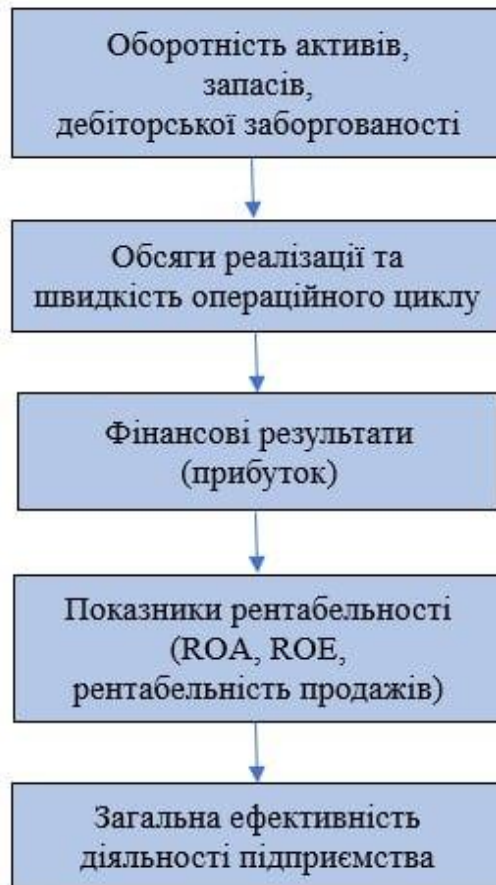 Оборотність активів,
запасів,
дебіторської заборгованості
Обсяги реалізації та
швидкість операційного циклу
Фінансові результати
(прибуток)
Показники рентабельності
(ROA, ROE,
рентабельність продажів)
Загальна ефективність
діяльності підприємства